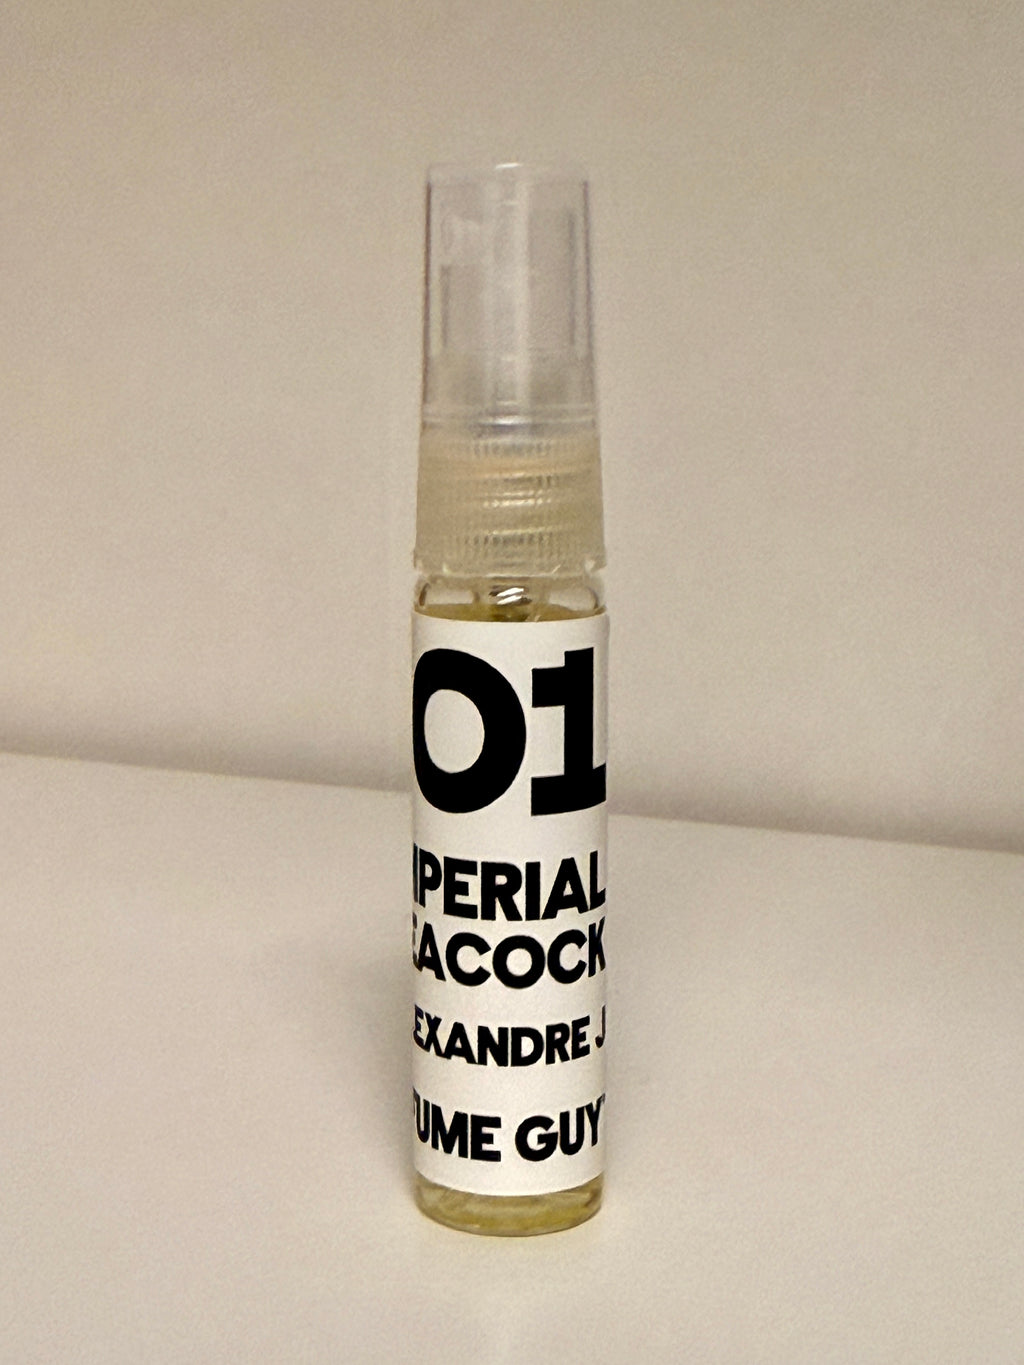 01
MPERIAL
EACOCK
EXANDRE J
FUME GUY